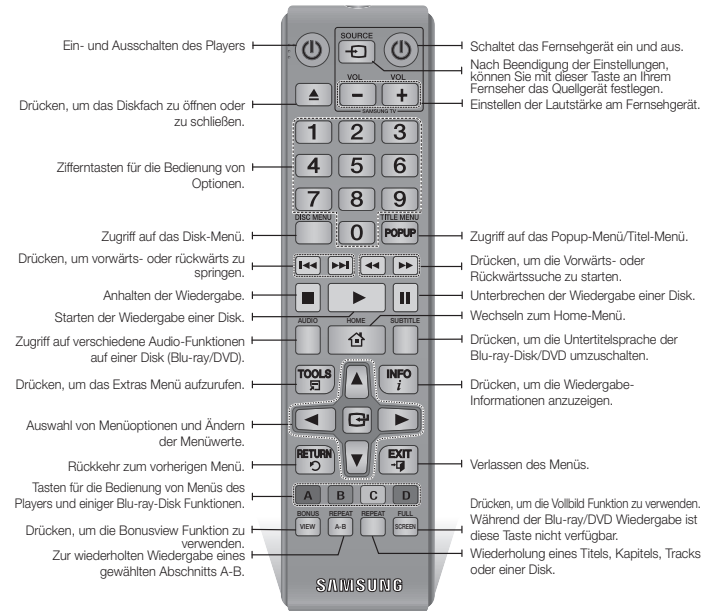 Ein- und Ausschalten des Players
SOURCE
Schaltet das Fernsehgerät ein und aus.
Nach Beendigung der Einstellungen,
können Sie mit dieser Taste an Ihrem
Fernseher das Quellgerät festlegen.
Drücken, um das Diskfach zu öffnen oder
zu schließen.
VOL VOL
- +
SAMSUNG TV
Einstellen der Lautstärke am Fernsehgerät.
Zifferntasten für die Bedienung von
Optionen.
1 2 3
4 5 6
7 8 9
DISC MENU TITLE MENU
0 POPUP
Zugriff auf das Disk-Menü.
Zugriff auf das Popup-Menü/Titel-Menü.
Drücken, um vorwärts- oder rückwärts zu
springen.
Drücken, um die Vorwärts- oder
Rückwärtssuche zu starten.
Anhalten der Wiedergabe.
Unterbrechen der Wiedergabe einer Disk.
Starten der Wiedergabe einer Disk.
Wechseln zum Home-Menü.
AUDIO HOME SUBTITLE
Zugriff auf verschiedene Audio-Funktionen
auf einer Disk (Blu-ray/DVD).
Drücken, um die Untertitelsprache der
Blu-ray-Disk/DVD umzuschalten.
TOOLS INFO
i
Drücken, um das Extras Menü aufzurufen.
Drücken, um die Wiedergabe-
Informationen anzuzeigen.
Auswahl von Menüoptionen und Ändern
der Menüwerte.
RETURN EXIT
Rückkehr zum vorherigen Menü.
Verlassen des Menüs.
Tasten für die Bedienung von Menüs des
Players und einiger Blu-ray-Disk Funktionen.
A B C D
BONUS REPEAT REPEAT FULL
VIEW A-B SCREEN
Drücken, um die Bonusview Funktion zu
verwenden.
Drücken, um die Vollbild Funktion zu verwenden.
Während der Blu-ray/DVD Wiedergabe ist
diese Taste nicht verfügbar.
Zur wiederholten Wiedergabe eines
gewählten Abschnitts A-B.
Wiederholung eines Titels, Kapitels, Tracks
oder einer Disk.
SAMSUNG